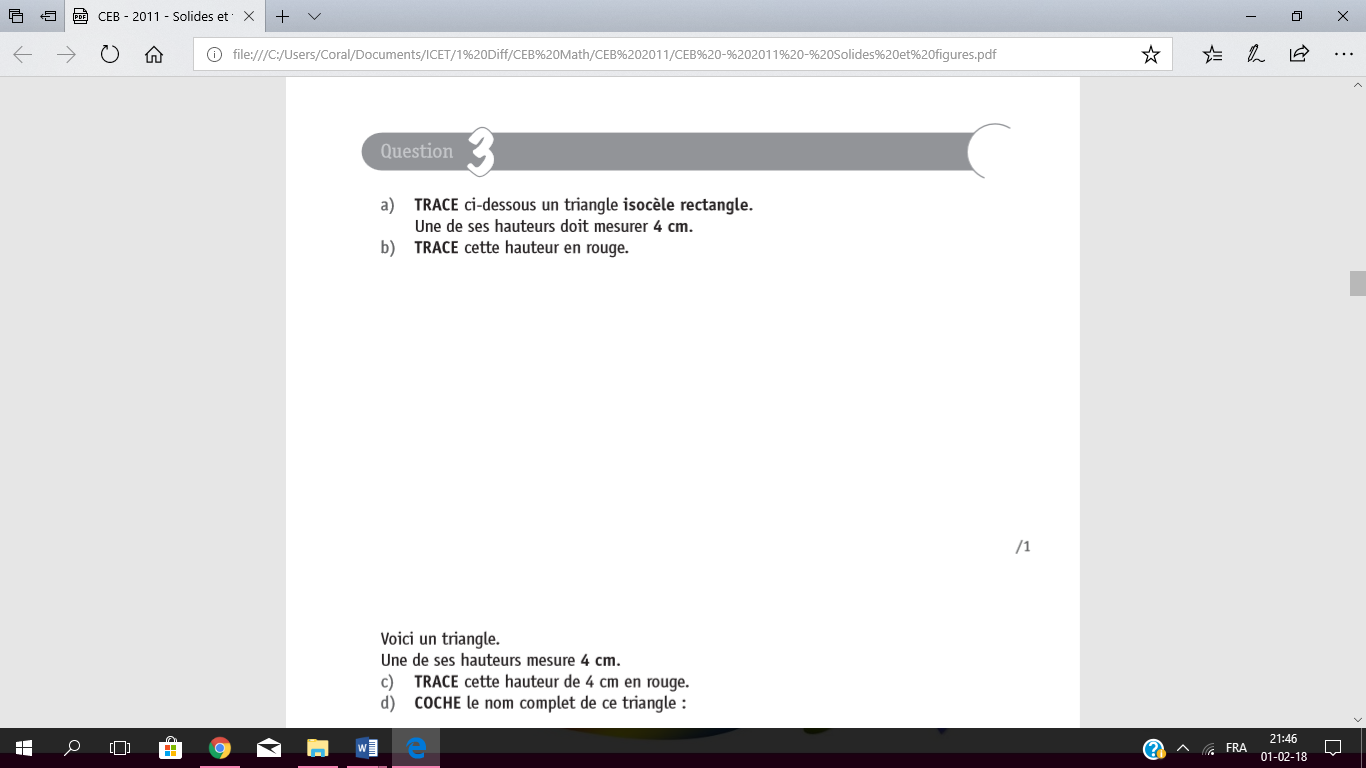 CEB - 2011 - Solides et
file:///C:/Users/Coral/Documents/ICET/1%20Diff/CEB%20Math/CEB%202011/CEB%20-%202011%20-%20Solides%20et%20figures.pdf
Question 3
a) TRACE ci-dessous un triangle isocèle rectangle.
Une de ses hauteurs doit mesurer 4 cm.
b) TRACE cette hauteur en rouge.
/1
Voici un triangle.
Une de ses hauteurs mesure 4 cm.
c) TRACE cette hauteur de 4 cm en rouge.
d) COCHE le nom complet de ce triangle :
FRA
21:46
01-02-18